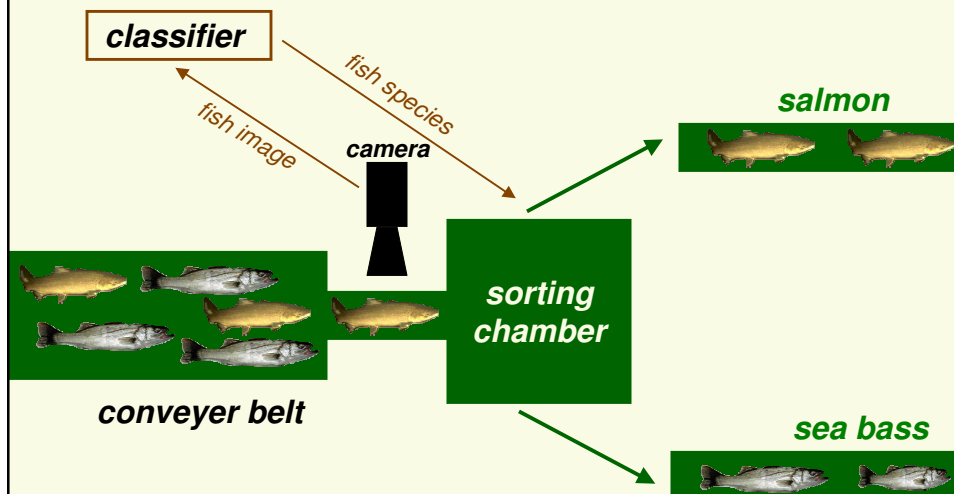 classifier
fish species
fish image
camera
salmon
sorting
chamber
conveyer belt
sea bass